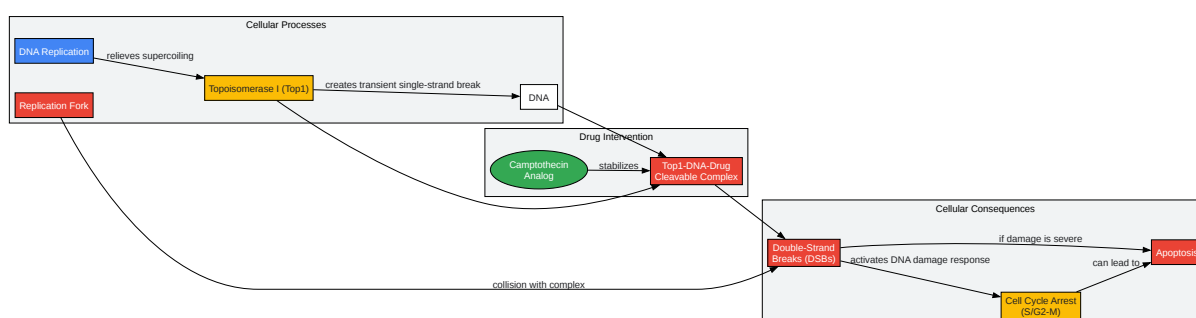 Cellular Processes
DNA Replication
relieves supercoiling
Topoisomerase I (Top1)
creates transient single-strand break
DNA
Replication Fork
Drug Intervention
Camptothecin
Analog
stabilizes
Top1-DNA-Drug
Cleavable Complex
Cellular Consequences
Double-Strand
Breaks (DSBs)
if damage is severe
Apoptosis
activates DNA damage response
can lead to
collision with complex
Cell Cycle Arrest
(S/G2-M)